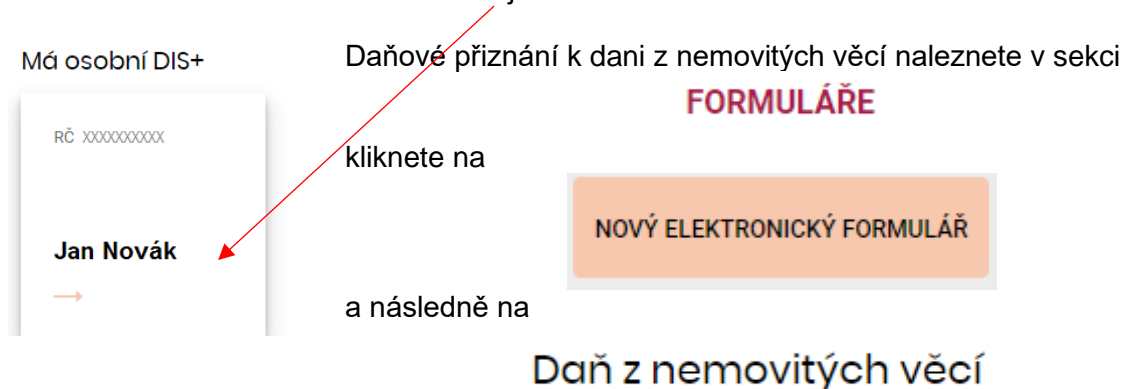 Má osobní DIS+
RČ XXXXXXXXXX
Jan Novák
Daňové přiznání k dani z nemovitých věcí naleznete v sekci
FORMULÁŘE
kliknete na
NOVÝ ELEKTRONICKÝ FORMULÁŘ
a následně na
Daň z nemovitých věcí